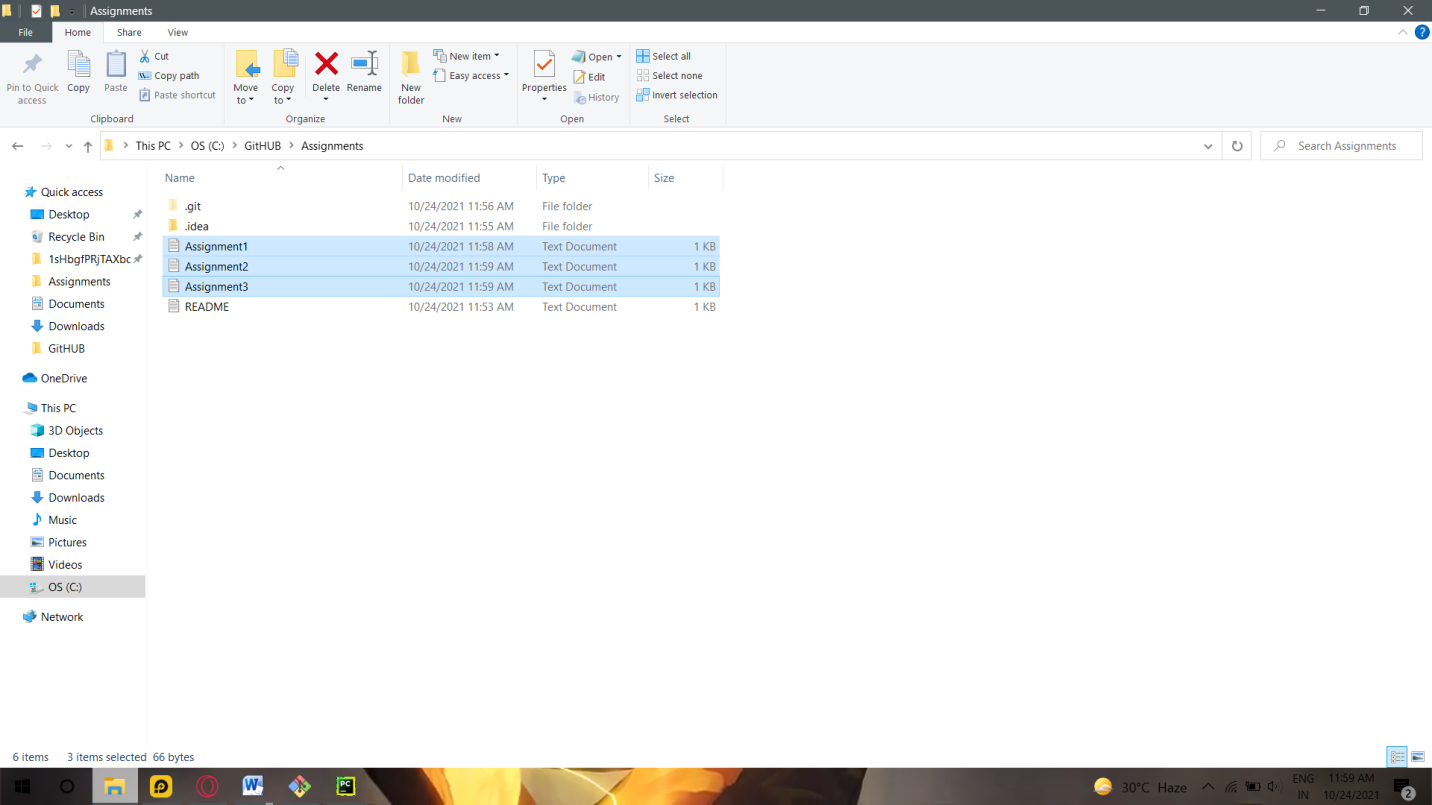 Assignments
File Home Share View
Pin to Quick access
Copy
Paste
Cut
Copy path
Paste shortcut
Clipboard
Move to
Copy to
Delete
Rename
Organize
New folder
New item
Easy access
New
Properties
Open
Edit
History
Open
Select all
Select none
Invert selection
Select
This PC > OS (C:) > GitHUB > Assignments
Search Assignments
Name Date modified Type Size
.git 10/24/2021 11:56 AM File folder
.idea 10/24/2021 11:55 AM File folder
Assignment1 10/24/2021 11:58 AM Text Document 1 KB
Assignment2 10/24/2021 11:59 AM Text Document 1 KB
Assignment3 10/24/2021 11:59 AM Text Document 1 KB
README 10/24/2021 11:53 AM Text Document 1 KB
Quick access
Desktop
Recycle Bin
1sHbgfPRjTAXbc
Assignments
Documents
Downloads
GitHUB
OneDrive
This PC
3D Objects
Desktop
Documents
Downloads
Music
Pictures
Videos
OS (C:)
Network
6 items 3 items selected 66 bytes
30°C Haze
ENG
IN
11:59 AM
10/24/2021
2